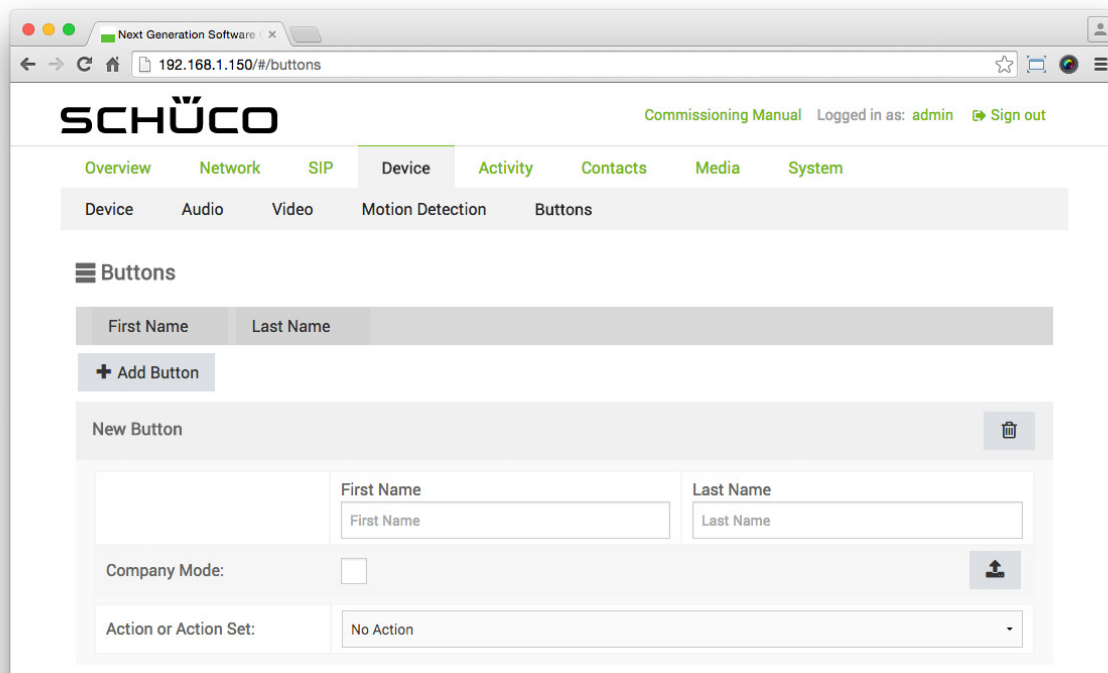 Next Generation Software
192.168.1.150/#/buttons
SCHÜCO
Commissioning Manual Logged in as: admin Sign out
Overview Network SIP Device Activity Contacts Media System
Device Audio Video Motion Detection Buttons
Buttons
First Name Last Name
Add Button
New Button
First Name Last Name
First Name Last Name
Company Mode:
Action or Action Set: No Action